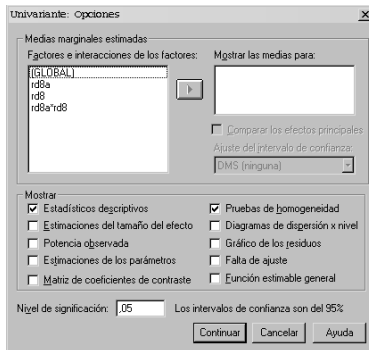 Univariante: Opciones
Medias marginales estimadas
Factores e interacciones de los factores:
(GLOBAL)
rd8a
rd8
rd8a*rd8
Mostrar las medias para:
Comparar los efectos principales
Ajuste del intervalo de confianza:
DMS (ninguna)
Mostrar
Estadísticos descriptivos
Estimaciones del tamaño del efecto
Potencia observada
Estimaciones de los parámetros
Matriz de coeficientes de contraste
Pruebas de homogeneidad
Diagramas de dispersión x nivel
Gráfico de los residuos
Falta de ajuste
Función estimable general
Nivel de significación: ,05 Los intervalos de confianza son del 95%
Continuar Cancelar Ayuda